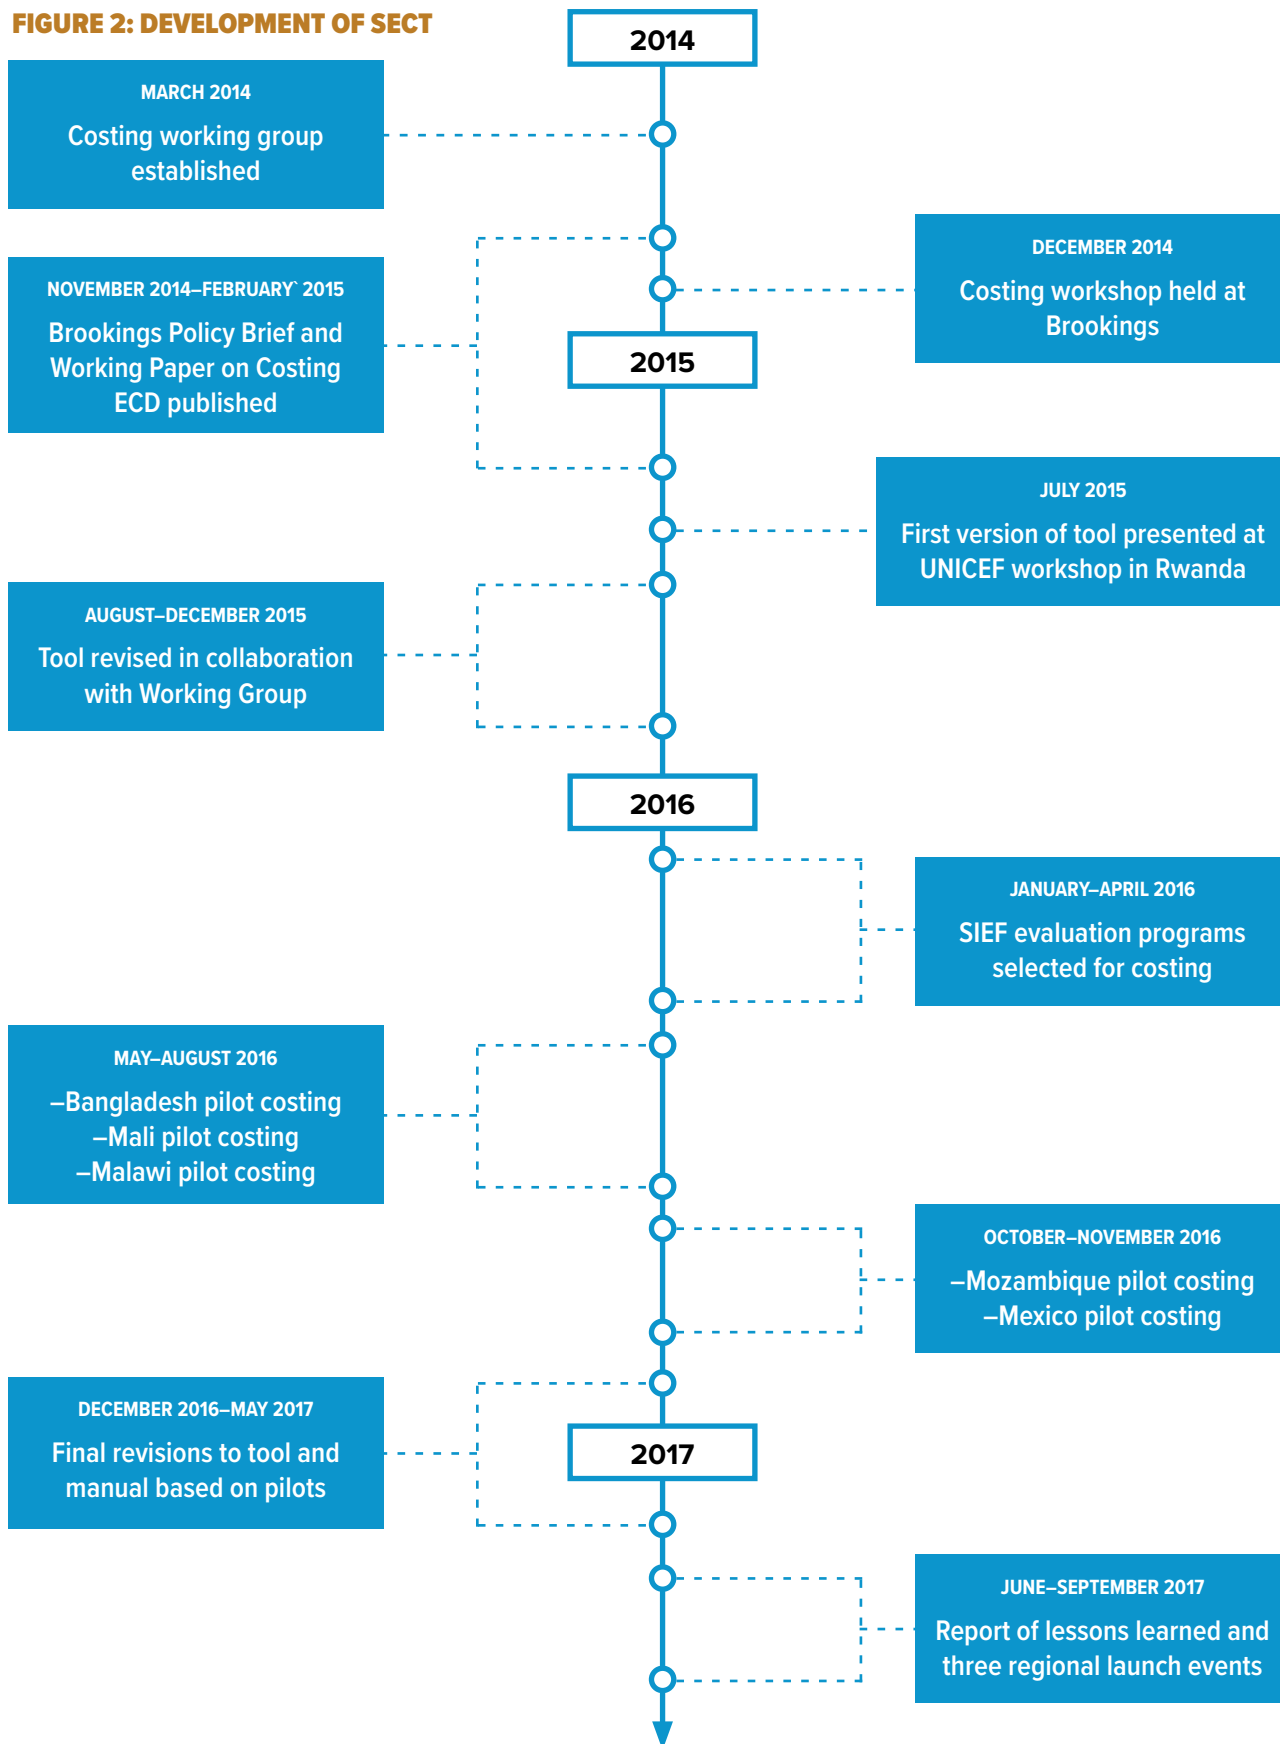 FIGURE 2: DEVELOPMENT OF SECT
2014
MARCH 2014
Costing working group
established
DECEMBER 2014
Costing workshop held at
Brookings
NOVEMBER 2014–FEBRUARY` 2015
Brookings Policy Brief and
Working Paper on Costing
ECD published
2015
JULY 2015
First version of tool presented at
UNICEF workshop in Rwanda
AUGUST–DECEMBER 2015
Tool revised in collaboration
with Working Group
2016
JANUARY–APRIL 2016
SIEF evaluation programs
selected for costing
MAY–AUGUST 2016
–Bangladesh pilot costing
–Mali pilot costing
–Malawi pilot costing
OCTOBER–NOVEMBER 2016
–Mozambique pilot costing
–Mexico pilot costing
DECEMBER 2016–MAY 2017
Final revisions to tool and
manual based on pilots
2017
JUNE–SEPTEMBER 2017
Report of lessons learned and
three regional launch events